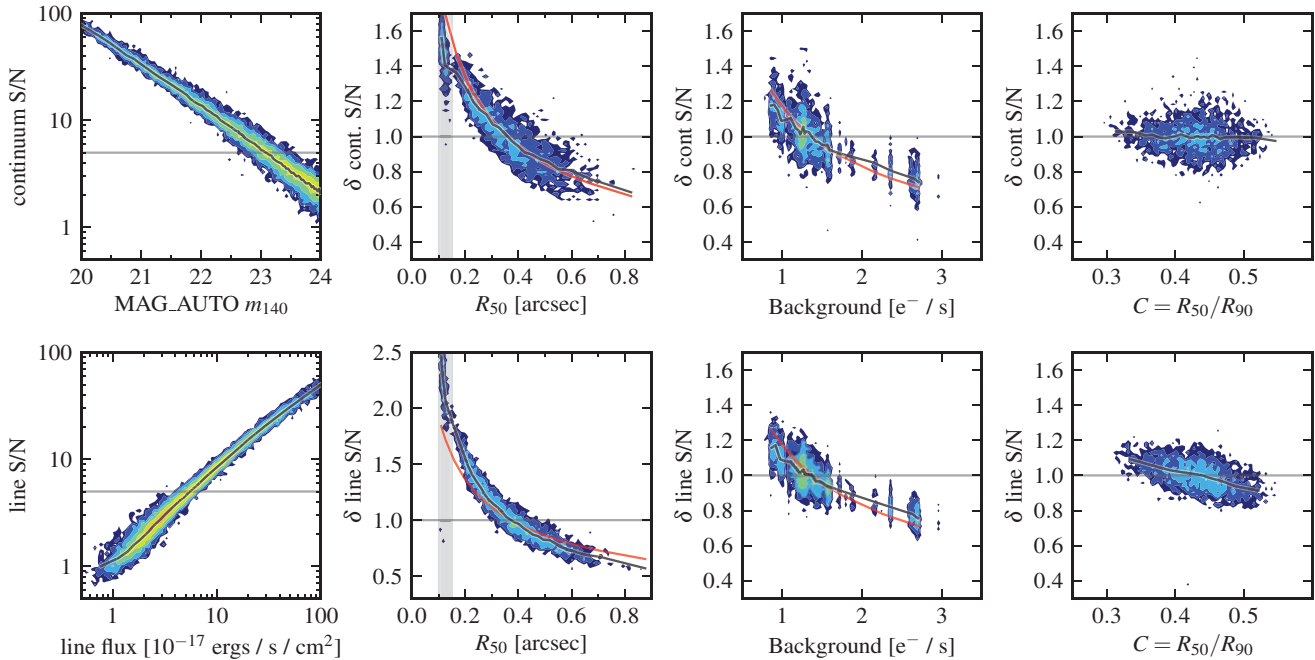 continuum S/N
100
10
1
20 21 22 23 24
MAG_AUTO m140
δ cont. S/N
1.6
1.4
1.2
1.0
0.8
0.6
0.4
0.0 0.2 0.4 0.6 0.8
R50 [arcsec]
δ cont S/N
1.6
1.4
1.2
1.0
0.8
0.6
0.4
1 2 3
Background [e− / s]
δ cont S/N
1.6
1.4
1.2
1.0
0.8
0.6
0.4
0.3 0.4 0.5
C = R50/R90
line S/N
100
10
1
1 10 100
line flux [10−17 ergs / s / cm2]
δ line S/N
2.5
2.0
1.5
1.0
0.5
0.0 0.2 0.4 0.6 0.8
R50 [arcsec]
δ line S/N
1.6
1.4
1.2
1.0
0.8
0.6
0.4
1 2 3
Background [e− / s]
δ line S/N
1.6
1.4
1.2
1.0
0.8
0.6
0.4
0.3 0.4 0.5
C = R50/R90